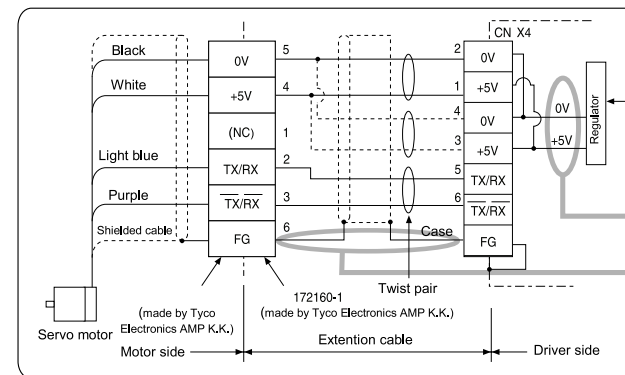 CN X4
Black
White
Light blue
Purple
Shielded cable
0V
+5V
(NC)
TX/RX
TX/RX
FG
5
4
1
2
3
6
2
1
4
3
5
6
Case
0V
+5V
0V
+5V
TX/RX
TX/RX
FG
0V
+5V
Regulator
Twist pair
Servo motor
(made by Tyco
Electronics AMP K.K.)
172160-1
(made by Tyco Electronics AMP K.K.)
Motor side
Extention cable
Driver side